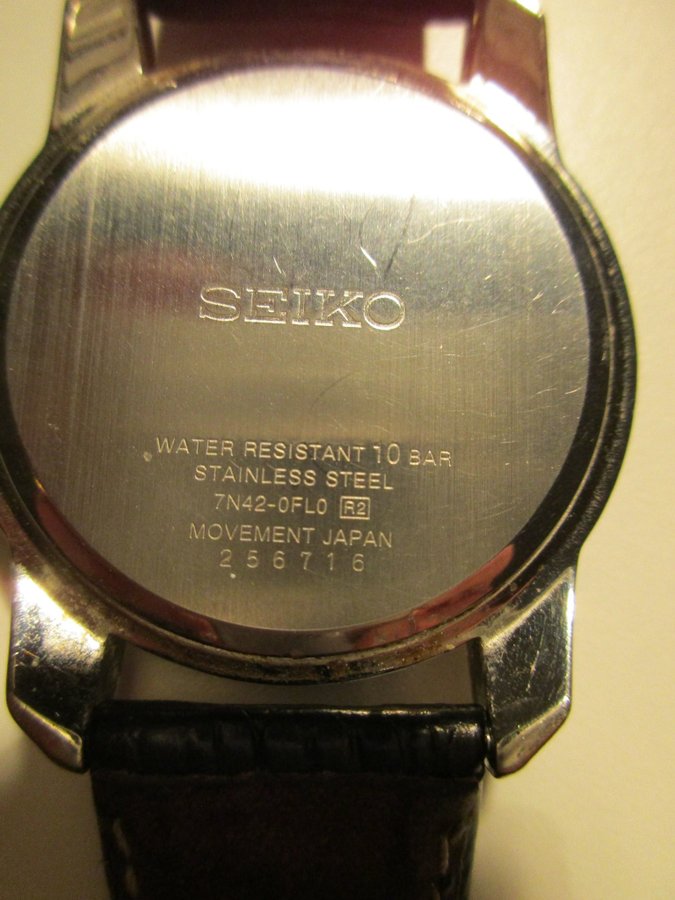 SEIKO
WATER RESISTANT 10 BAR
STAINLESS STEEL
7N42-0FL0 R2
MOVEMENT JAPAN
256716